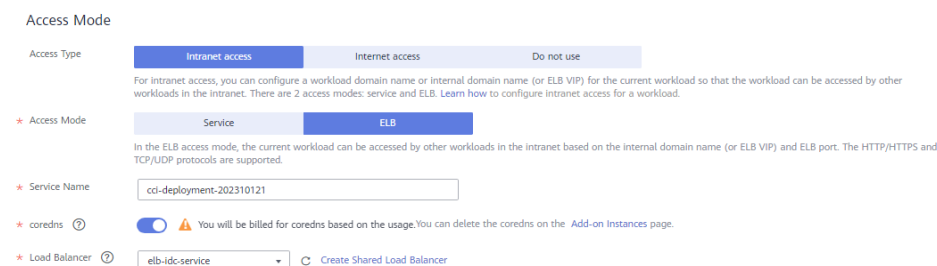 Access Mode
Access Type
Intranet access Internet access Do not use
For intranet access, you can configure a workload domain name or internal domain name (or ELB VIP) for the current workload so that the workload can be accessed by other
workloads in the intranet. There are 2 access modes: service and ELB. Learn how to configure intranet access for a workload.
* Access Mode Service ELB
In the ELB access mode, the current workload can be accessed by other workloads in the intranet based on the internal domain name (or ELB VIP) and ELB port. The HTTP/HTTPS and
TCP/UDP protocols are supported.
* Service Name cci-deployment-202310121
* coredns ? You will be billed for coredns based on the usage.You can delete the coredns on the Add-on Instances page.
* Load Balancer ? elb-idc-service C Create Shared Load Balancer